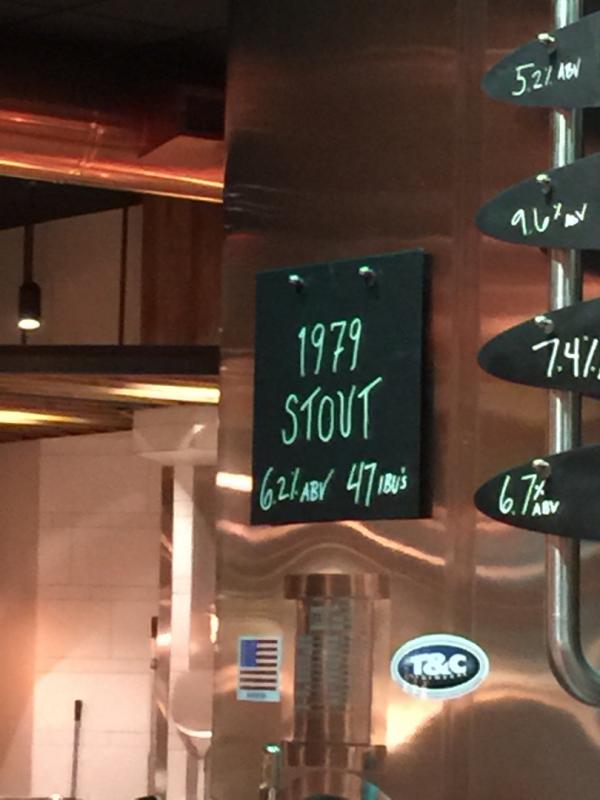 5.2% ABV
9.6% ABV
1979
STOUT
6.2% ABV 47 IBU's
7.4%
6.7% ABV
T&C